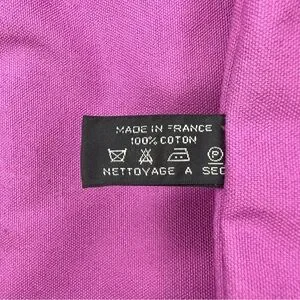 MADE IN FRANCE
100% COTON
P
NETTOYAGE A SEC